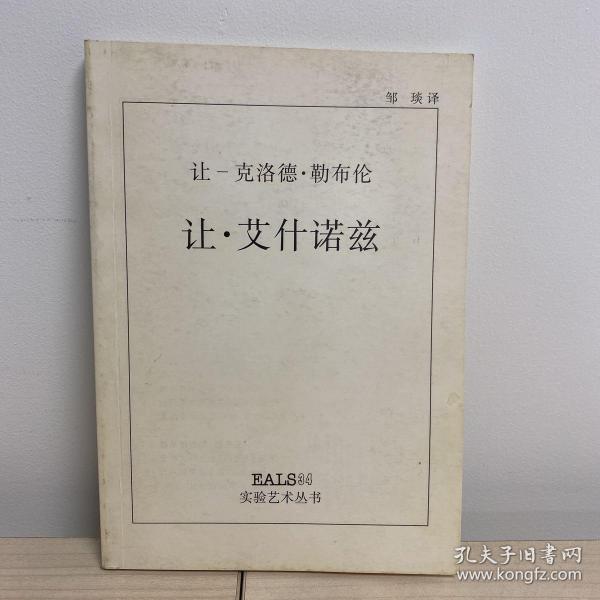 邹 琰译
让－克洛德·勒布伦
让·艾什诺兹
EALS34
实验艺术丛书
孔夫子旧书网
www.kongfz.com